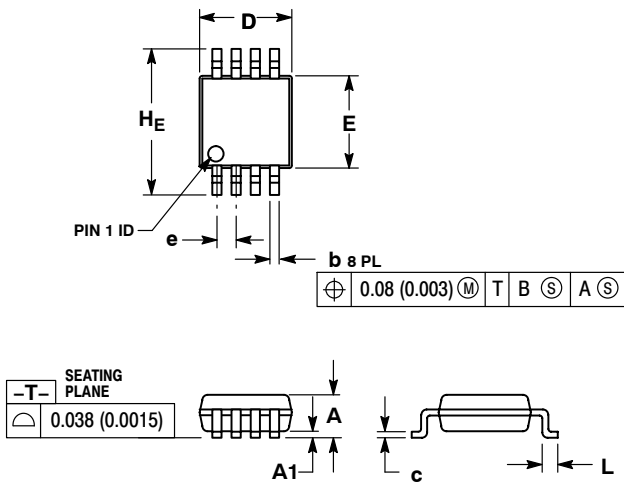 D
H_E
E
PIN 1 ID
e
b 8 PL
⌖ 0.08 (0.003) Ⓜ T B Ⓢ A Ⓢ
–T– SEATING PLANE
⌓ 0.038 (0.0015)
A
A1
c
L